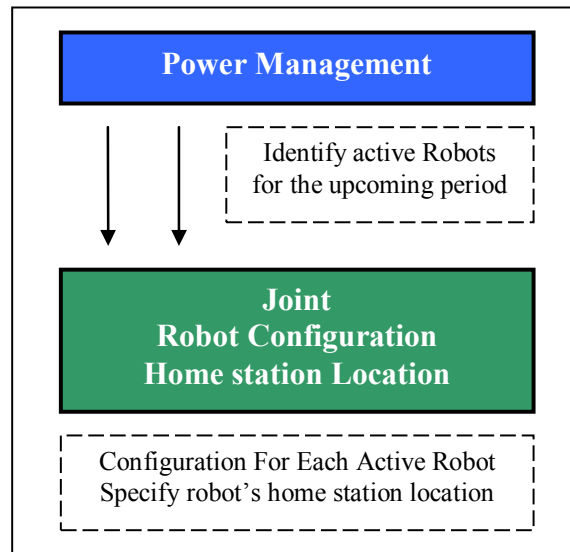 Power Management
Identify active Robots
for the upcoming period
Joint
Robot Configuration
Home station Location
Configuration For Each Active Robot
Specify robot's home station location